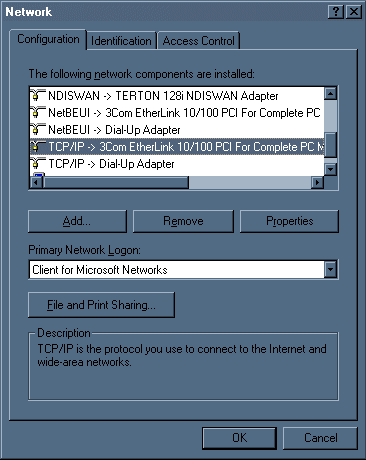 Network
Configuration Identification Access Control
The following network components are installed:
NDISWAN -> TERTON 128i NDISWAN Adapter
NetBEUI -> 3Com EtherLink 10/100 PCI For Complete PC
NetBEUI -> Dial-Up Adapter
TCP/IP -> 3Com EtherLink 10/100 PCI For Complete PC M
TCP/IP -> Dial-Up Adapter
Add... Remove Properties
Primary Network Logon:
Client for Microsoft Networks
File and Print Sharing...
Description
TCP/IP is the protocol you use to connect to the Internet and
wide-area networks.
OK Cancel